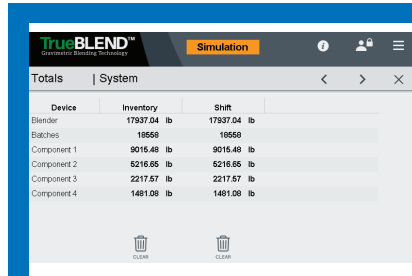 TrueBLEND™
Gravimetric Blending Technology
Simulation
Totals | System
Device Inventory Shift
Blender 17937.04 lb 17937.04 lb
Batches 18558 18558
Component 1 9015.48 lb 9015.48 lb
Component 2 5216.65 lb 5216.65 lb
Component 3 2217.57 lb 2217.57 lb
Component 4 1481.08 lb 1481.08 lb
CLEAR CLEAR